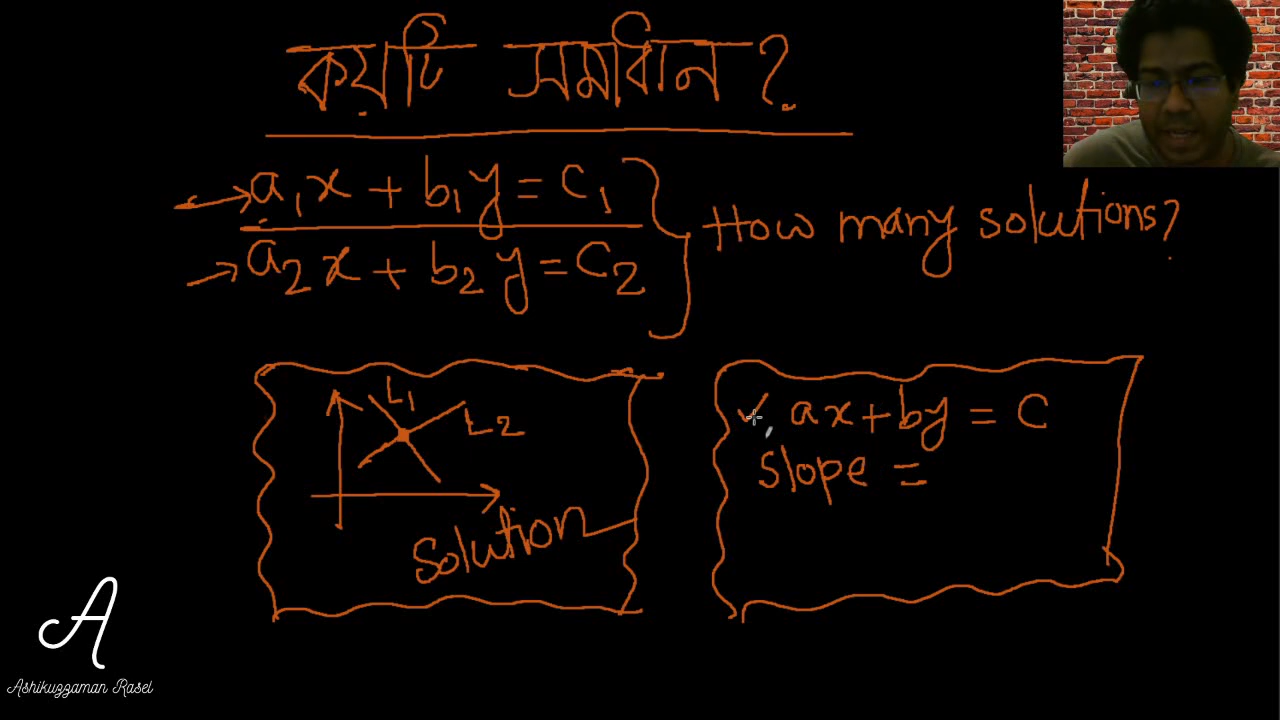 কয়টি সমাধান?
a₁x + b₁y = c₁
a₂x + b₂y = c₂
How many solutions?
L₁
L₂
Solution
ax + by = c
slope =
A
Ashikuzzaman Rasel